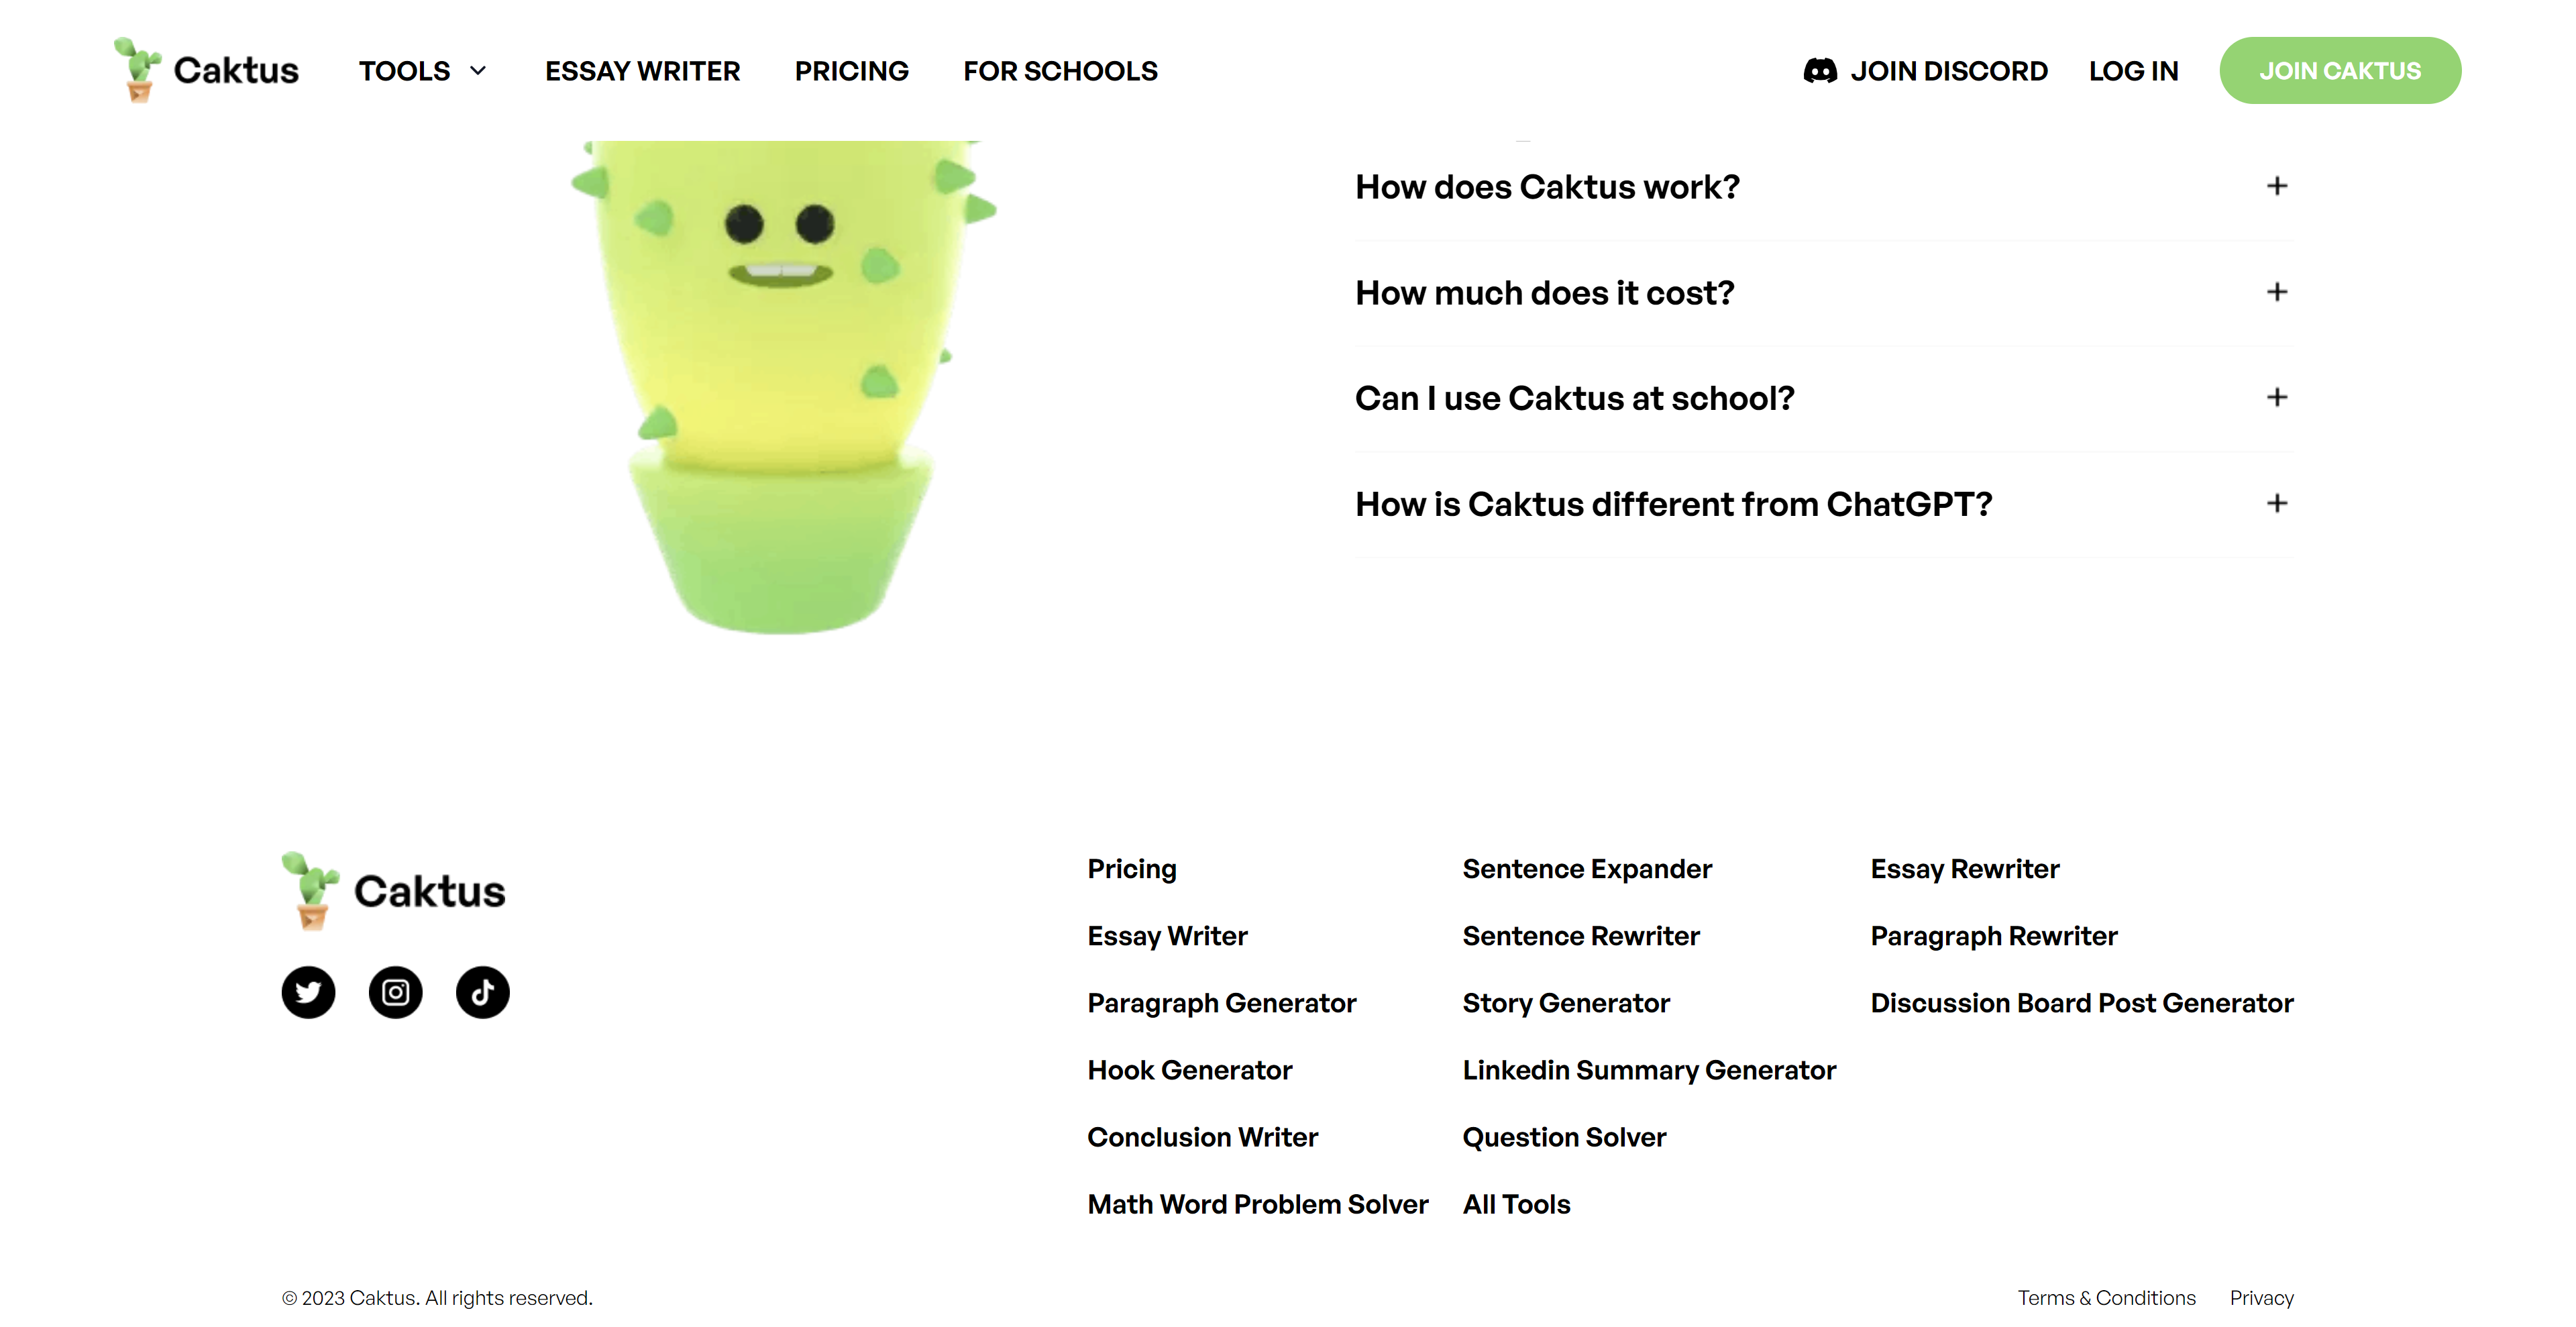 Caktus
TOOLS
ESSAY WRITER
PRICING
FOR SCHOOLS
JOIN DISCORD
LOG IN
JOIN CAKTUS
How does Caktus work?
How much does it cost?
Can I use Caktus at school?
How is Caktus different from ChatGPT?
Caktus
Pricing
Essay Writer
Paragraph Generator
Hook Generator
Conclusion Writer
Math Word Problem Solver
Sentence Expander
Sentence Rewriter
Story Generator
Linkedin Summary Generator
Question Solver
All Tools
Essay Rewriter
Paragraph Rewriter
Discussion Board Post Generator
© 2023 Caktus. All rights reserved.
Terms & Conditions
Privacy